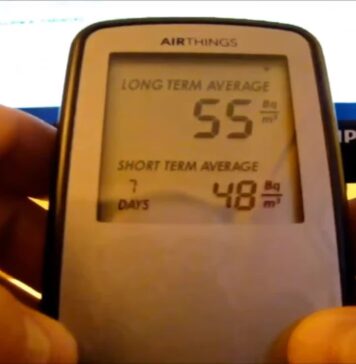 AIRTHINGS
LONG TERM AVERAGE
55 Bq/m³
SHORT TERM AVERAGE
7 DAYS 48 Bq/m³